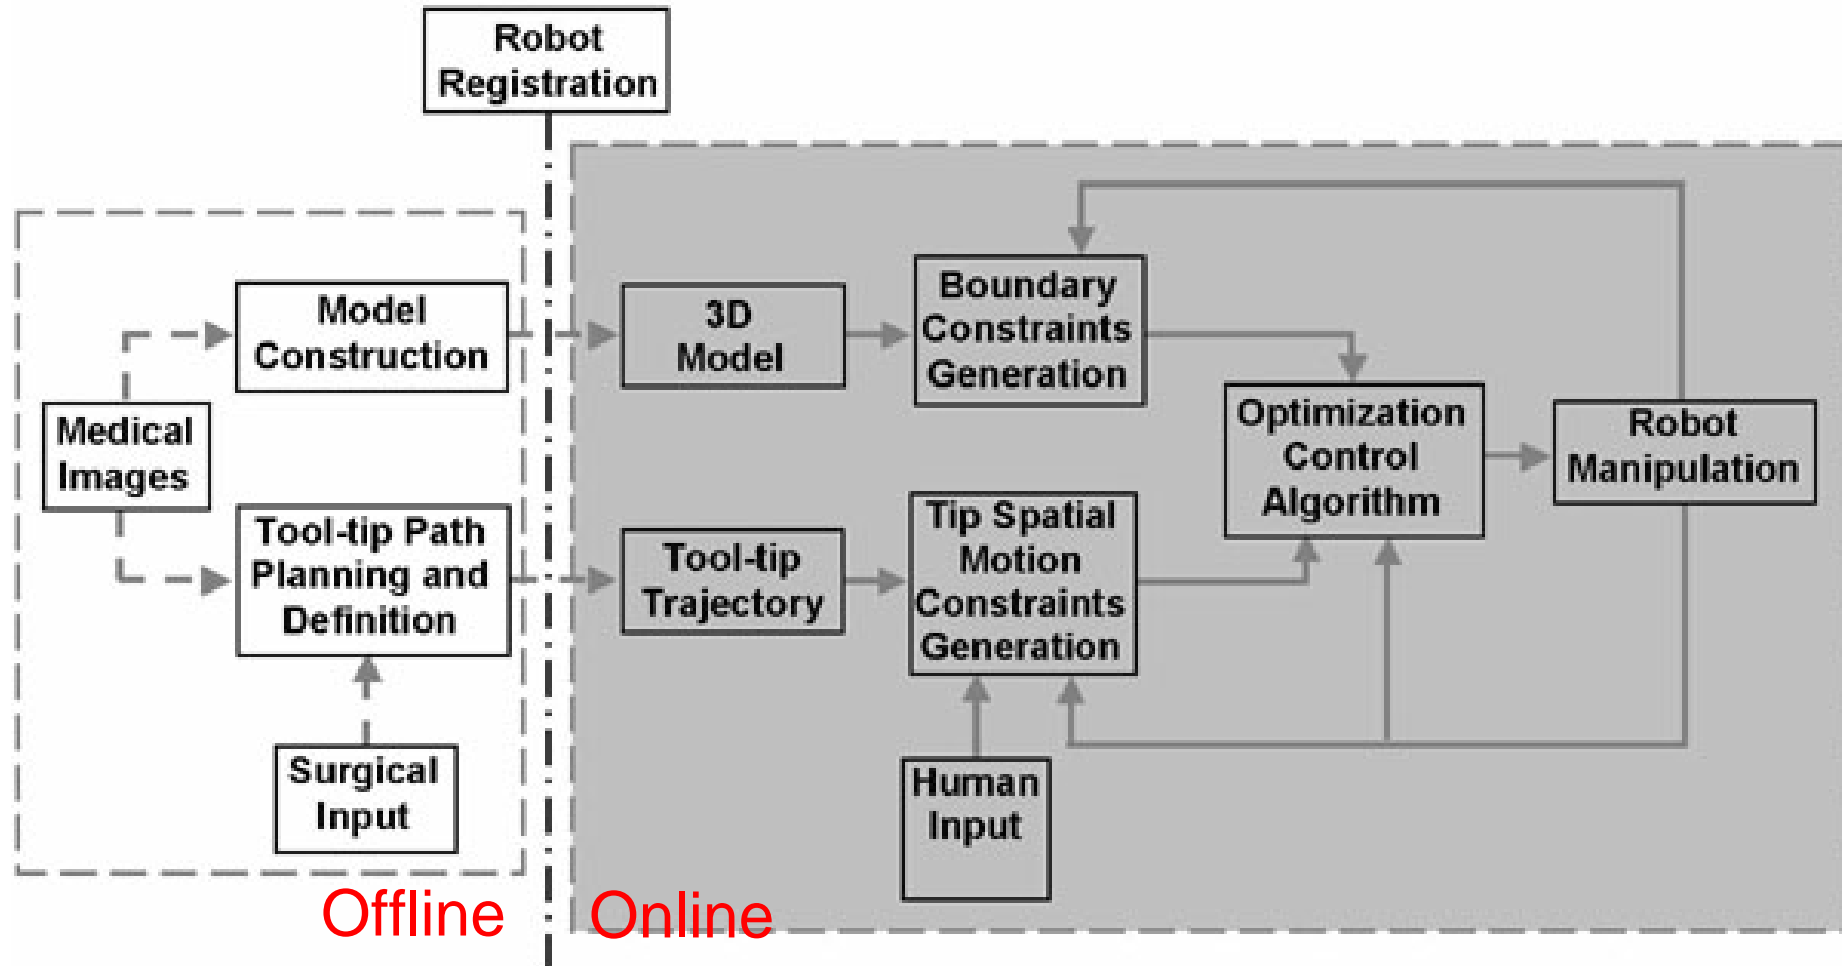 Robot
Registration
Model
Construction
Medical
Images
Tool-tip Path
Planning and
Definition
Surgical
Input
Offline
3D
Model
Boundary
Constraints
Generation
Tool-tip
Trajectory
Tip Spatial
Motion
Constraints
Generation
Human
Input
Optimization
Control
Algorithm
Robot
Manipulation
Online